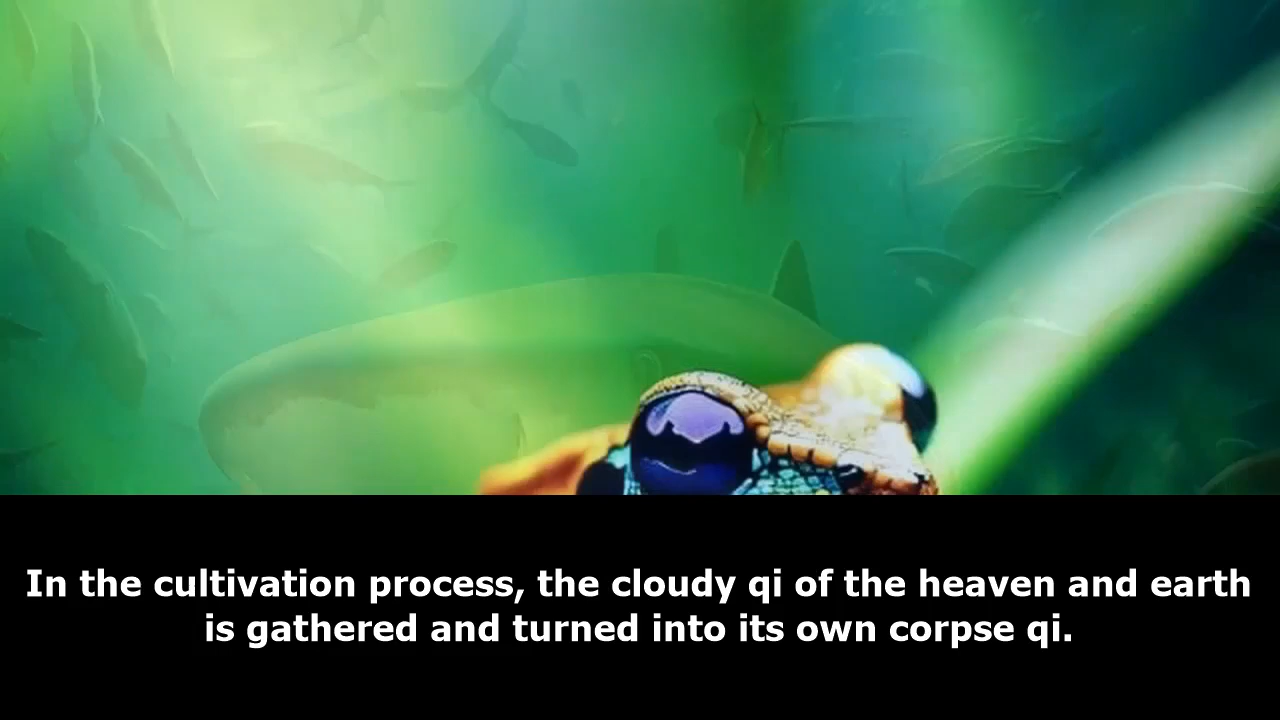 In the cultivation process, the cloudy qi of the heaven and earth
is gathered and turned into its own corpse qi.